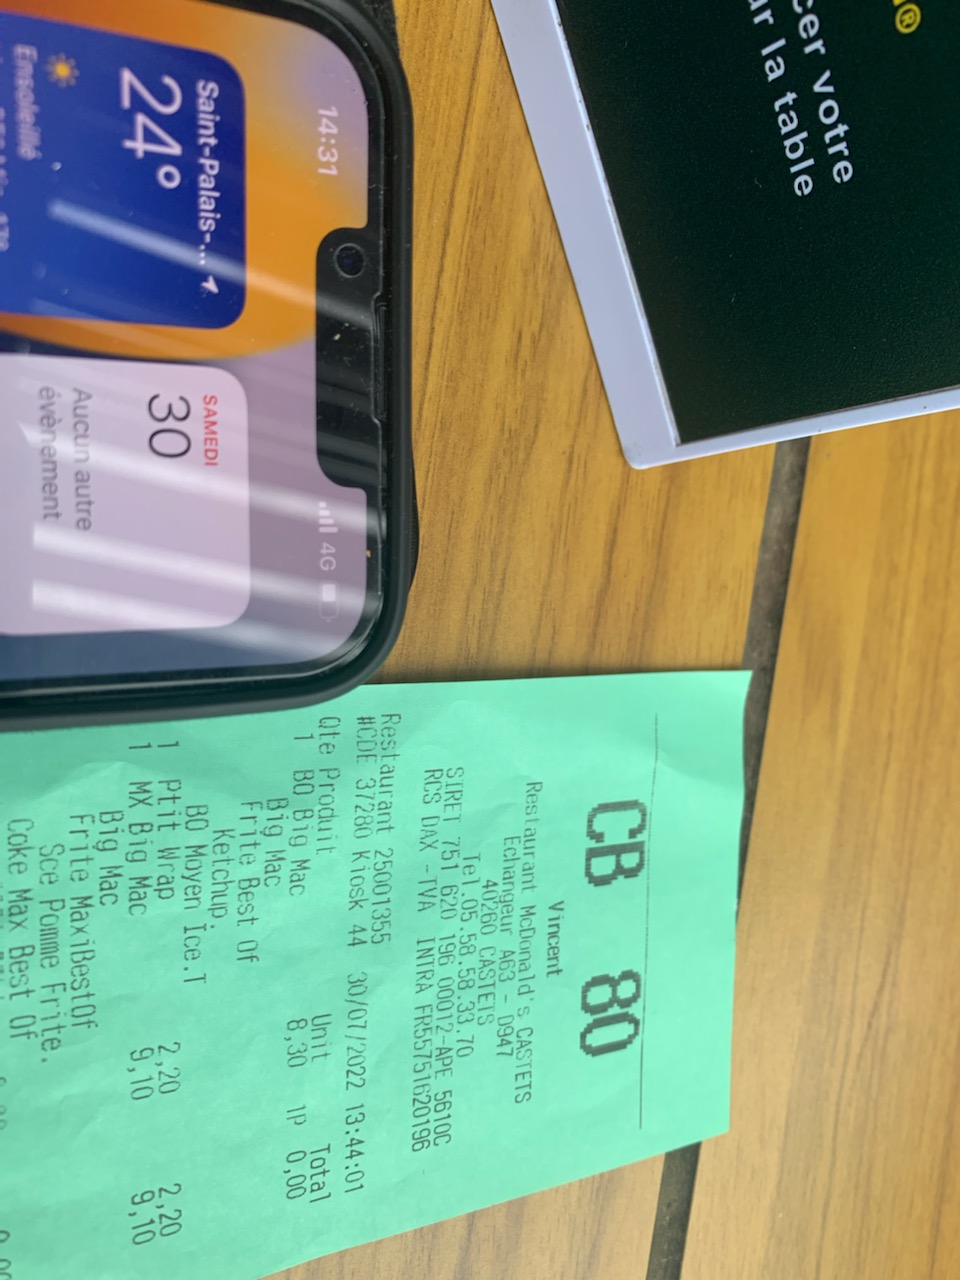 14:31
4G
Saint-Palais-...
24°
Ensoleillé
SAMEDI
30
Aucun autre
évènement
®
cer votre
ur la table
CB 80
Vincent
Restaurant McDonald's CASTETS
Echangeur A63 - D947
40260 CASTETS
Tel.05.58.58.33.70
SIRET 751 620 196 00012-APE 5610C
RCS DAX -TVA INTRA FR55751620196 -
Restaurant 25001355
#CDE 37280 Kiosk 44 30/07/2022 13:44:01
Qte Produit Unit Total
1 BO Big Mac 8,30 1P 0,00
Big Mac
Frite Best Of
Ketchup
BO Moyen Ice.T
1 Ptit Wrap 2,20 2,20
1 MX Big Mac 9,10 9,10
Big Mac
Frite MaxiBestOf
Sce Pomme Frite.
Coke Max Best Of